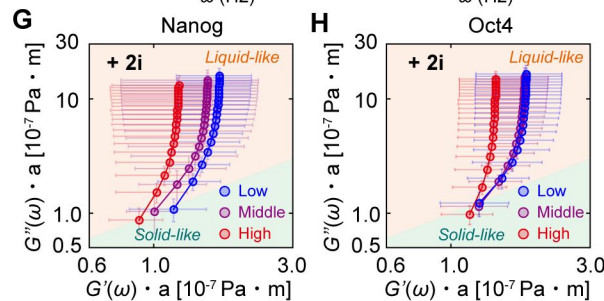 ω (Hz) ω (Hz)
G Nanog H Oct4
30 30
+ 2i Liquid-like + 2i Liquid-like
10 10
G''(ω) · a [10⁻⁷ Pa · m] G''(ω) · a [10⁻⁷ Pa · m]
Low Low
Middle Middle
1.0 1.0
High High
Solid-like Solid-like
0.5 0.5
0.6 1.0 3.0 0.6 1.0 3.0
G'(ω) · a [10⁻⁷ Pa · m] G'(ω) · a [10⁻⁷ Pa · m]